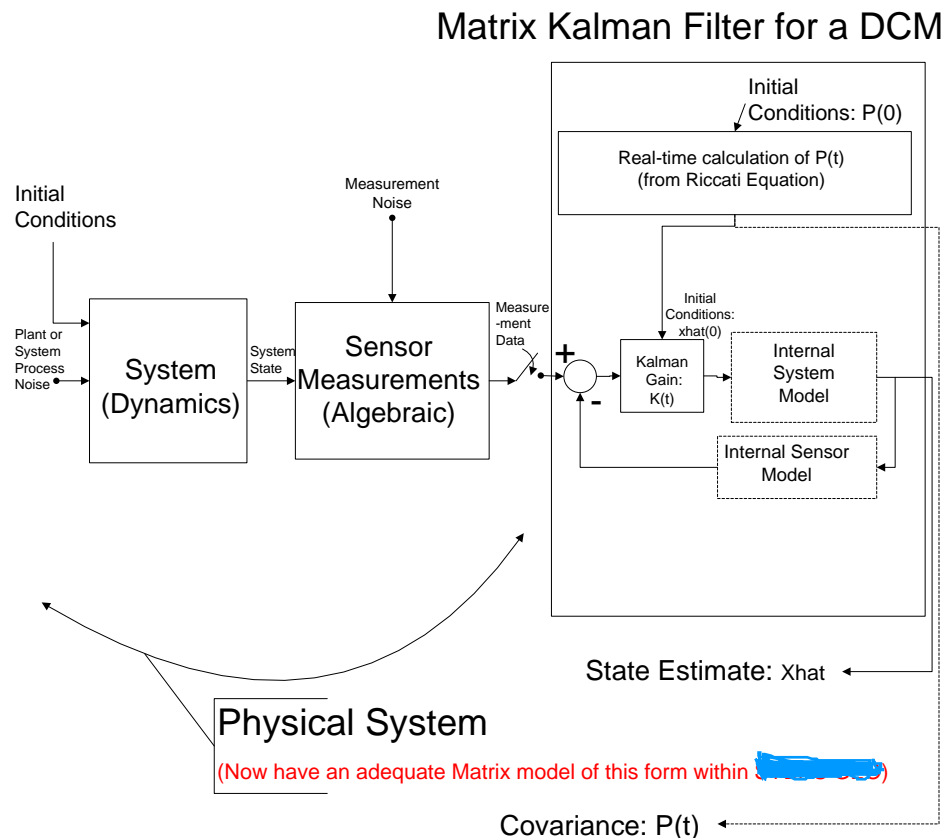 Matrix Kalman Filter for a DCM
Initial
Conditions: P(0)
Real-time calculation of P(t)
(from Riccati Equation)
Measurement
Noise
Initial
Conditions
Plant or
System
Process
Noise
System
(Dynamics)
System
State
Sensor
Measurements
(Algebraic)
Measure
-ment
Data
+
-
Initial
Conditions:
xhat(0)
Kalman
Gain:
K(t)
Internal
System
Model
Internal Sensor
Model
State Estimate: Xhat
Physical System
(Now have an adequate Matrix model of this form within
Covariance: P(t)